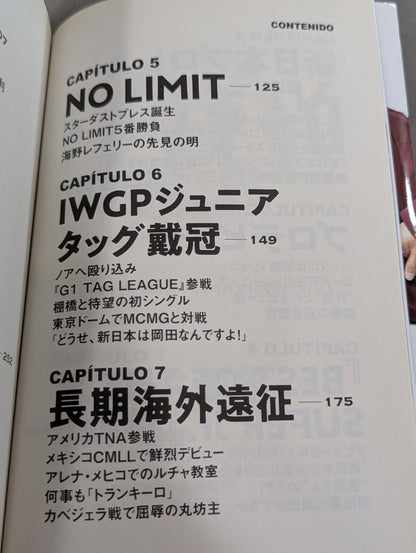 CONTENIDO
CAPÍTULO 5
NO LIMIT — 125
スターダストプレス誕生
NO LIMIT5番勝負
海野レフェリーの先見の明
CAPÍTULO 6
IWGPジュニア
タッグ戴冠 — 149
ノアへ殴り込み
『G1 TAG LEAGUE』参戦
棚橋と待望の初シングル
東京ドームでMCMGと対戦
「どうせ、新日本は岡田なんですよ!」
CAPÍTULO 7
長期海外遠征 — 175
アメリカTNA参戦
メキシコCMLLで鮮烈デビュー
アレナ・メヒコでのルチャ教室
何事も「トランキーロ」
カベジェラ戦で屈辱の丸坊主